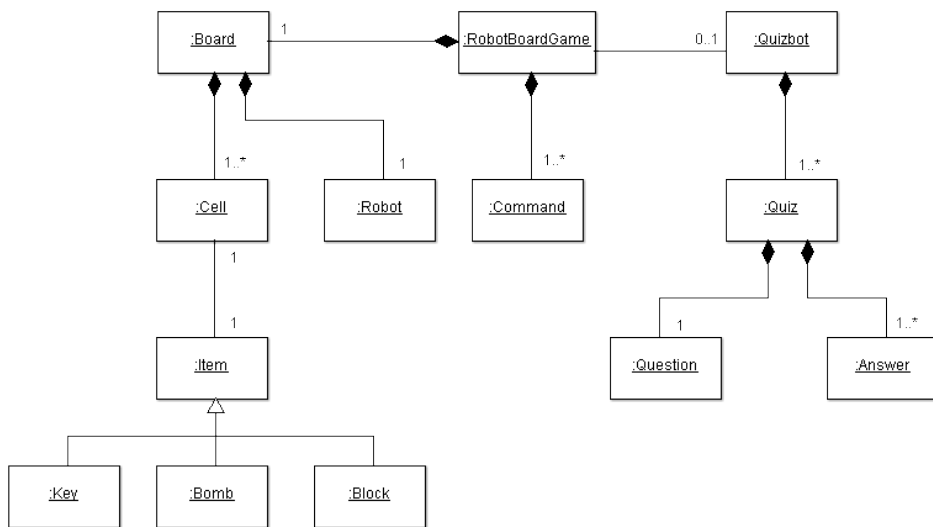 :Board
1
:RobotBoardGame
0..1
:Quizbot
1..*
1
1..*
1..*
:Cell
:Robot
:Command
:Quiz
1
1
1
1..*
:Item
:Question
:Answer
:Key
:Bomb
:Block